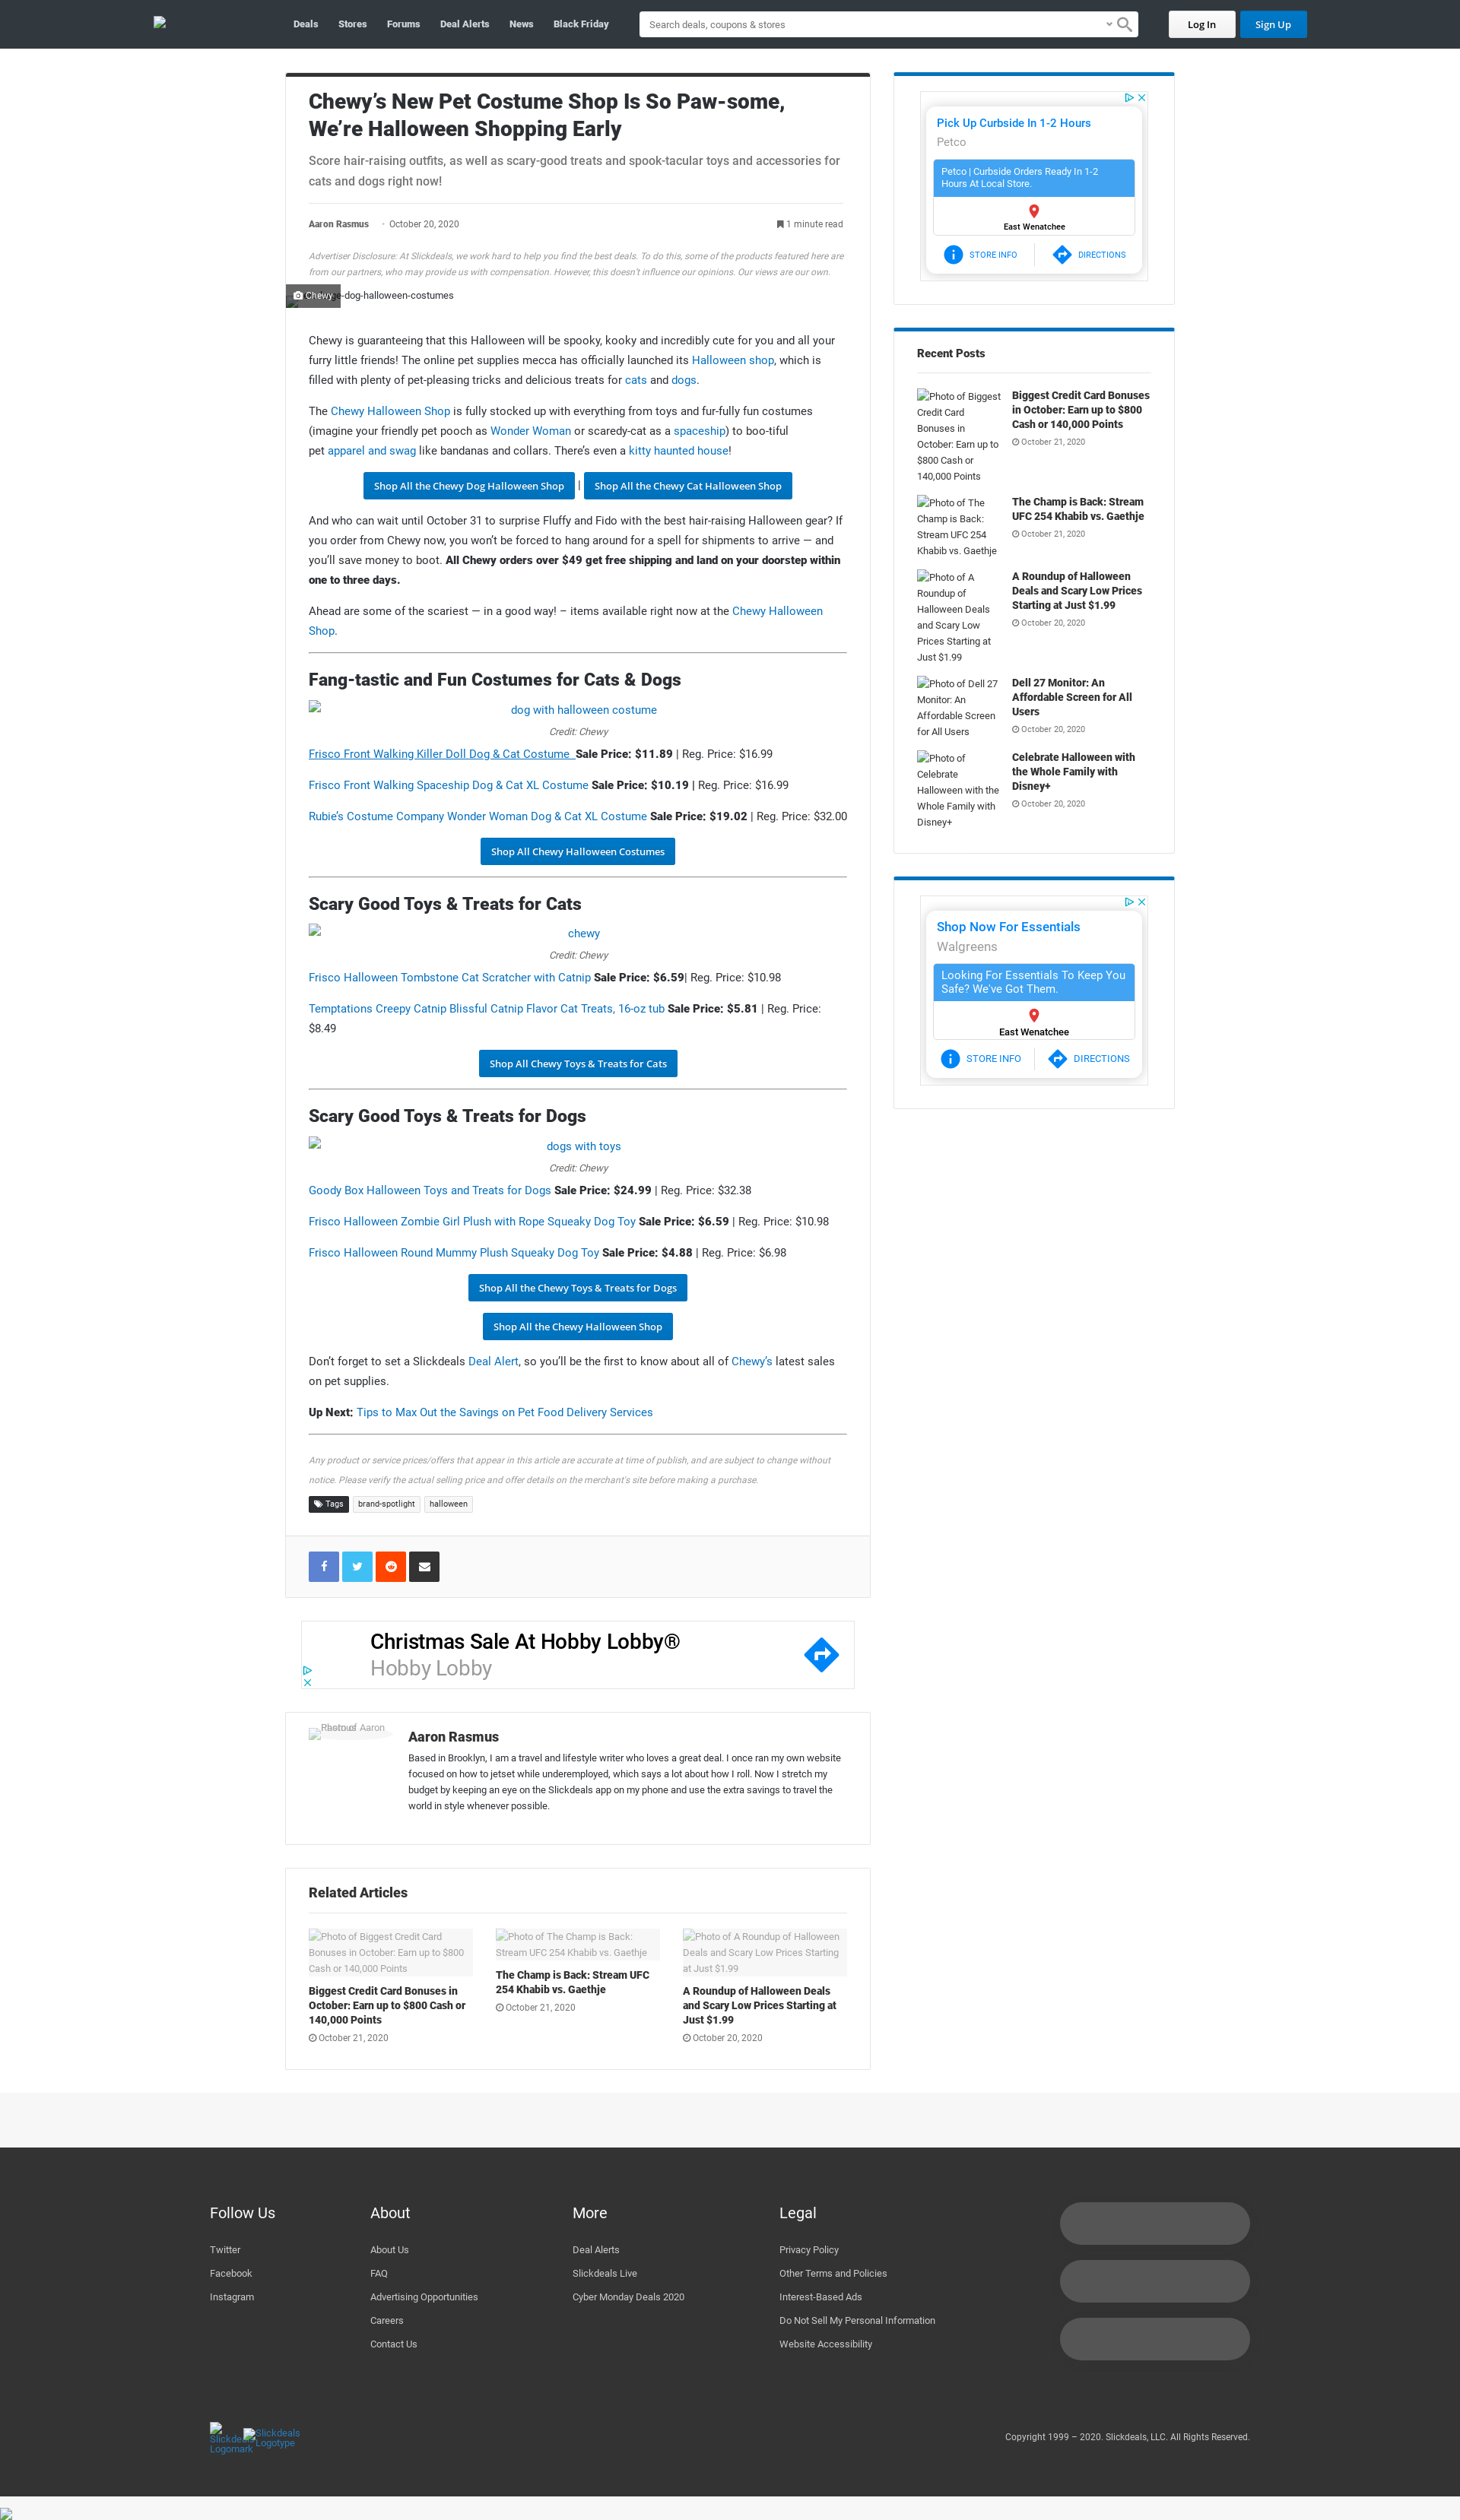 Deals Stores Forums Deal Alerts News Black Friday
Search deals, coupons & stores
Log In Sign Up
Chewy’s New Pet Costume Shop Is So Paw-some,
We’re Halloween Shopping Early
Score hair-raising outfits, as well as scary-good treats and spook-tacular toys and accessories for
cats and dogs right now!
Aaron Rasmus • October 20, 2020
1 minute read
Advertiser Disclosure: At Slickdeals, we work hard to help you find the best deals. To do this, some of the products featured here are
from our partners, who may provide us with compensation. However, this doesn’t influence our opinions. Our views are our own.
Chewy
-dog-halloween-costumes
Chewy is guaranteeing that this Halloween will be spooky, kooky and incredibly cute for you and all your
furry little friends! The online pet supplies mecca has officially launched its Halloween shop, which is
filled with plenty of pet-pleasing tricks and delicious treats for cats and dogs.
The Chewy Halloween Shop is fully stocked up with everything from toys and fur-fully fun costumes
(imagine your friendly pet pooch as Wonder Woman or scaredy-cat as a spaceship) to boo-tiful
pet apparel and swag like bandanas and collars. There’s even a kitty haunted house!
Shop All the Chewy Dog Halloween Shop | Shop All the Chewy Cat Halloween Shop
And who can wait until October 31 to surprise Fluffy and Fido with the best hair-raising Halloween gear? If
you order from Chewy now, you won’t be forced to hang around for a spell for shipments to arrive — and
you’ll save money to boot. All Chewy orders over $49 get free shipping and land on your doorstep within
one to three days.
Ahead are some of the scariest — in a good way! – items available right now at the Chewy Halloween
Shop.
Fang-tastic and Fun Costumes for Cats & Dogs
dog with halloween costume
Credit: Chewy
Frisco Front Walking Killer Doll Dog & Cat Costume Sale Price: $11.89 | Reg. Price: $16.99
Frisco Front Walking Spaceship Dog & Cat XL Costume Sale Price: $10.19 | Reg. Price: $16.99
Rubie’s Costume Company Wonder Woman Dog & Cat XL Costume Sale Price: $19.02 | Reg. Price: $32.00
Shop All Chewy Halloween Costumes
Scary Good Toys & Treats for Cats
chewy
Credit: Chewy
Frisco Halloween Tombstone Cat Scratcher with Catnip Sale Price: $6.59| Reg. Price: $10.98
Temptations Creepy Catnip Blissful Catnip Flavor Cat Treats, 16-oz tub Sale Price: $5.81 | Reg. Price:
$8.49
Shop All Chewy Toys & Treats for Cats
Scary Good Toys & Treats for Dogs
dogs with toys
Credit: Chewy
Goody Box Halloween Toys and Treats for Dogs Sale Price: $24.99 | Reg. Price: $32.38
Frisco Halloween Zombie Girl Plush with Rope Squeaky Dog Toy Sale Price: $6.59 | Reg. Price: $10.98
Frisco Halloween Round Mummy Plush Squeaky Dog Toy Sale Price: $4.88 | Reg. Price: $6.98
Shop All the Chewy Toys & Treats for Dogs
Shop All the Chewy Halloween Shop
Don’t forget to set a Slickdeals Deal Alert, so you’ll be the first to know about all of Chewy’s latest sales
on pet supplies.
Up Next: Tips to Max Out the Savings on Pet Food Delivery Services
Any product or service prices/offers that appear in this article are accurate at time of publish, and are subject to change without
notice. Please verify the actual selling price and offer details on the merchant's site before making a purchase.
Tags brand-spotlight halloween
Christmas Sale At Hobby Lobby®
Hobby Lobby
Photo of Aaron
Rasmus
Aaron Rasmus
Based in Brooklyn, I am a travel and lifestyle writer who loves a great deal. I once ran my own website
focused on how to jetset while underemployed, which says a lot about how I roll. Now I stretch my
budget by keeping an eye on the Slickdeals app on my phone and use the extra savings to travel the
world in style whenever possible.
Related Articles
Photo of Biggest Credit Card
Bonuses in October: Earn up to $800
Cash or 140,000 Points
Biggest Credit Card Bonuses in
October: Earn up to $800 Cash or
140,000 Points
October 21, 2020
Photo of The Champ is Back:
Stream UFC 254 Khabib vs. Gaethje
The Champ is Back: Stream UFC
254 Khabib vs. Gaethje
October 21, 2020
Photo of A Roundup of Halloween
Deals and Scary Low Prices Starting
at Just $1.99
A Roundup of Halloween Deals
and Scary Low Prices Starting at
Just $1.99
October 20, 2020
Pick Up Curbside In 1-2 Hours
Petco
Petco | Curbside Orders Ready In 1-2
Hours At Local Store.
East Wenatchee
STORE INFO DIRECTIONS
Recent Posts
Photo of Biggest
Credit Card
Bonuses in
October: Earn up to
$800 Cash or
140,000 Points
Biggest Credit Card Bonuses
in October: Earn up to $800
Cash or 140,000 Points
October 21, 2020
Photo of The
Champ is Back:
Stream UFC 254
Khabib vs. Gaethje
The Champ is Back: Stream
UFC 254 Khabib vs. Gaethje
October 21, 2020
Photo of A
Roundup of
Halloween Deals
and Scary Low
Prices Starting at
Just $1.99
A Roundup of Halloween
Deals and Scary Low Prices
Starting at Just $1.99
October 20, 2020
Photo of Dell 27
Monitor: An
Affordable Screen
for All Users
Dell 27 Monitor: An
Affordable Screen for All
Users
October 20, 2020
Photo of
Celebrate
Halloween with the
Whole Family with
Disney+
Celebrate Halloween with
the Whole Family with
Disney+
October 20, 2020
Shop Now For Essentials
Walgreens
Looking For Essentials To Keep You
Safe? We've Got Them.
East Wenatchee
STORE INFO DIRECTIONS
Follow Us
Twitter
Facebook
Instagram
About
About Us
FAQ
Advertising Opportunities
Careers
Contact Us
More
Deal Alerts
Slickdeals Live
Cyber Monday Deals 2020
Legal
Privacy Policy
Other Terms and Policies
Interest-Based Ads
Do Not Sell My Personal Information
Website Accessibility
Slickdeals
Logomark
Slickdeals
Logotype
Copyright 1999 – 2020. Slickdeals, LLC. All Rights Reserved.